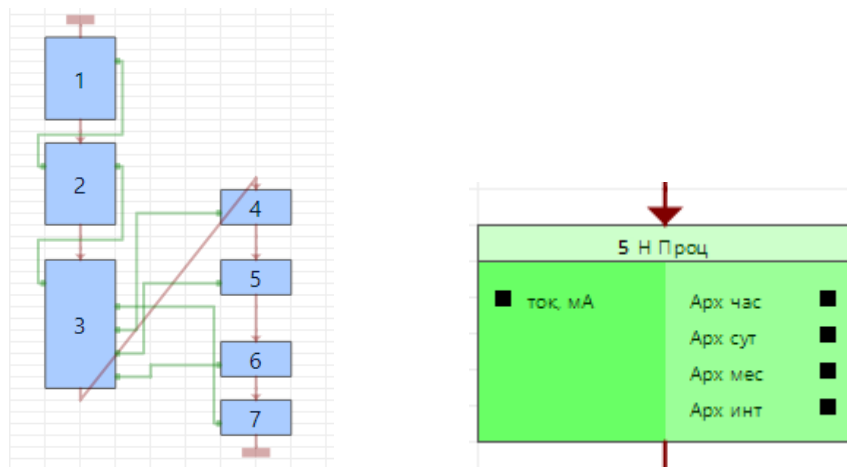 1
2
3
4
5
6
7
5 Н Проц
ток, мА
Арх час
Арх сут
Арх мес
Арх инт